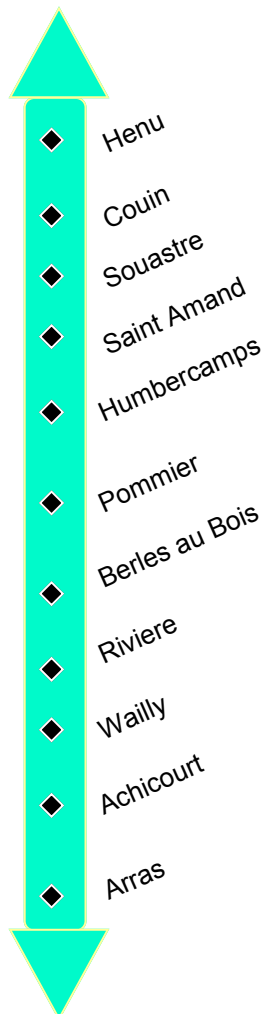 Henu
Couin
Souastre
Saint Amand
Humbercamps
Pommier
Berles au Bois
Riviere
Wailly
Achicourt
Arras